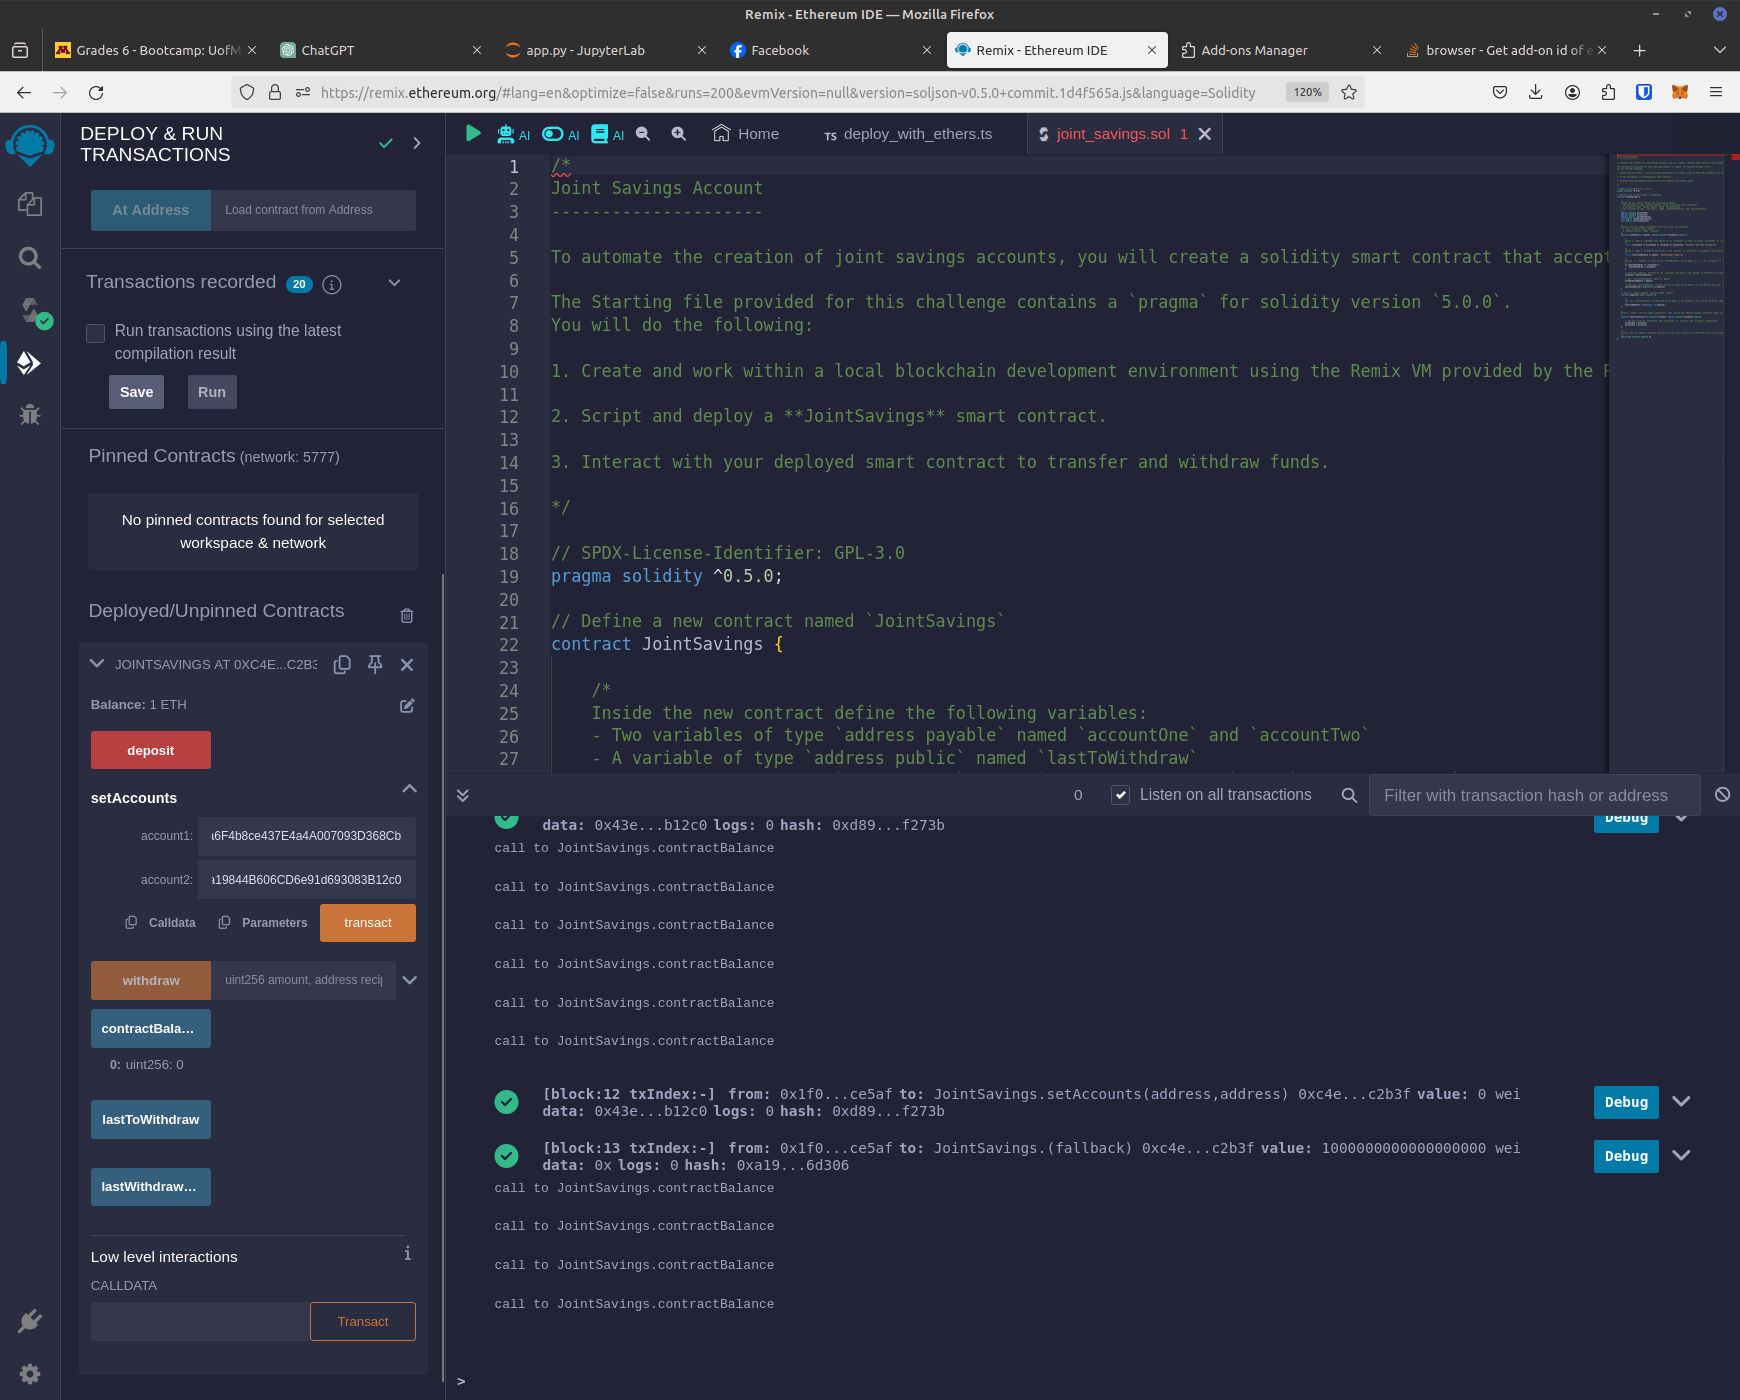 Remix - Ethereum IDE — Mozilla Firefox
Grades 6 - Bootcamp: UofM
ChatGPT
app.py - JupyterLab
Facebook
Remix - Ethereum IDE
Add-ons Manager
browser - Get add-on id of e
https://remix.ethereum.org/#lang=en&optimize=false&runs=200&evmVersion=null&version=soljson-v0.5.0+commit.1d4f565a.js&language=Solidity
120%
DEPLOY & RUN
TRANSACTIONS
At Address
Load contract from Address
Transactions recorded 20 i
Run transactions using the latest
compilation result
Save
Run
Pinned Contracts (network: 5777)
No pinned contracts found for selected
workspace & network
Deployed/Unpinned Contracts
JOINTSAVINGS AT 0XC4E...C2B3
Balance: 1 ETH
deposit
setAccounts
account1:
a6F4b8ce437E4a4A007093D368Cb
account2:
a19844B606CD6e91d693083B12c0
Calldata
Parameters
transact
withdraw
uint256 amount, address recip
contractBala...
0: uint256: 0
lastToWithdraw
lastWithdraw...
Low level interactions
i
CALLDATA
Transact
AI
AI
AI
Home
TS deploy_with_ethers.ts
joint_savings.sol 1
1 /*
2 Joint Savings Account
3 ---------------------
4
5 To automate the creation of joint savings accounts, you will create a solidity smart contract that accept
6
7 The Starting file provided for this challenge contains a `pragma` for solidity version `5.0.0`.
8 You will do the following:
9
10 1. Create and work within a local blockchain development environment using the Remix VM provided by the R
11
12 2. Script and deploy a **JointSavings** smart contract.
13
14 3. Interact with your deployed smart contract to transfer and withdraw funds.
15
16 */
17
18 // SPDX-License-Identifier: GPL-3.0
19 pragma solidity ^0.5.0;
20
21 // Define a new contract named `JointSavings`
22 contract JointSavings {
23
24 /*
25 Inside the new contract define the following variables:
26 - Two variables of type `address payable` named `accountOne` and `accountTwo`
27 - A variable of type `address public` named `lastToWithdraw`
0
Listen on all transactions
Filter with transaction hash or address
data: 0x43e...b12c0 logs: 0 hash: 0xd89...f273b
Debug
call to JointSavings.contractBalance
call to JointSavings.contractBalance
call to JointSavings.contractBalance
call to JointSavings.contractBalance
call to JointSavings.contractBalance
call to JointSavings.contractBalance
[block:12 txIndex:-] from: 0x1f0...ce5af to: JointSavings.setAccounts(address,address) 0xc4e...c2b3f value: 0 wei
data: 0x43e...b12c0 logs: 0 hash: 0xd89...f273b
Debug
[block:13 txIndex:-] from: 0x1f0...ce5af to: JointSavings.(fallback) 0xc4e...c2b3f value: 1000000000000000000 wei
data: 0x logs: 0 hash: 0xa19...6d306
Debug
call to JointSavings.contractBalance
call to JointSavings.contractBalance
call to JointSavings.contractBalance
call to JointSavings.contractBalance
>